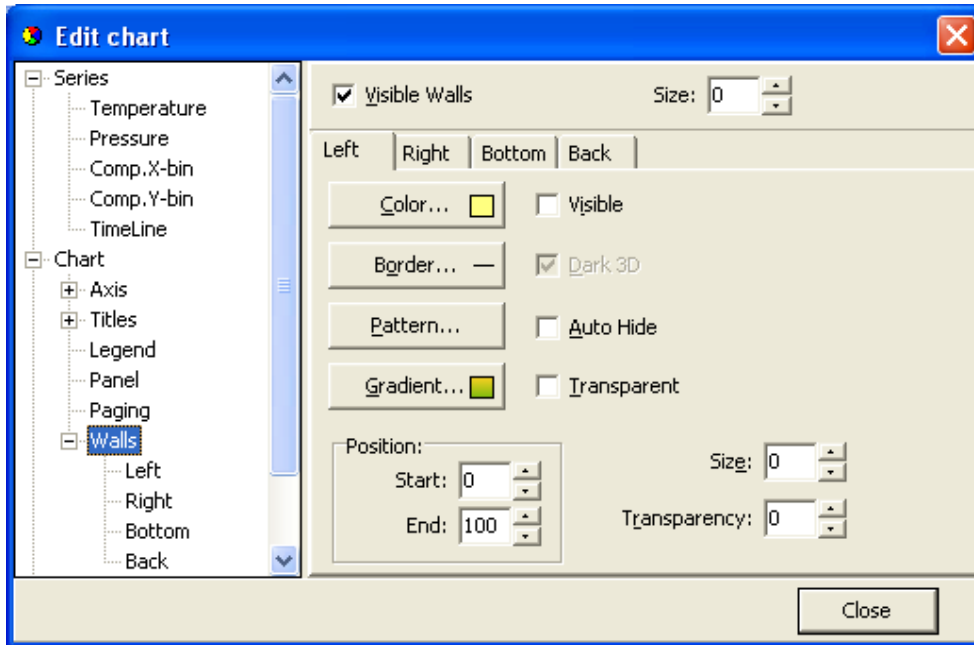 Edit chart
Series
Temperature
Pressure
Comp.X-bin
Comp.Y-bin
TimeLine
Chart
Axis
Titles
Legend
Panel
Paging
Walls
Left
Right
Bottom
Back
Visible Walls Size: 0
Left Right Bottom Back
Color... Visible
Border... Dark 3D
Pattern... Auto Hide
Gradient... Transparent
Position:
Start: 0 Size: 0
End: 100 Transparency: 0
Close